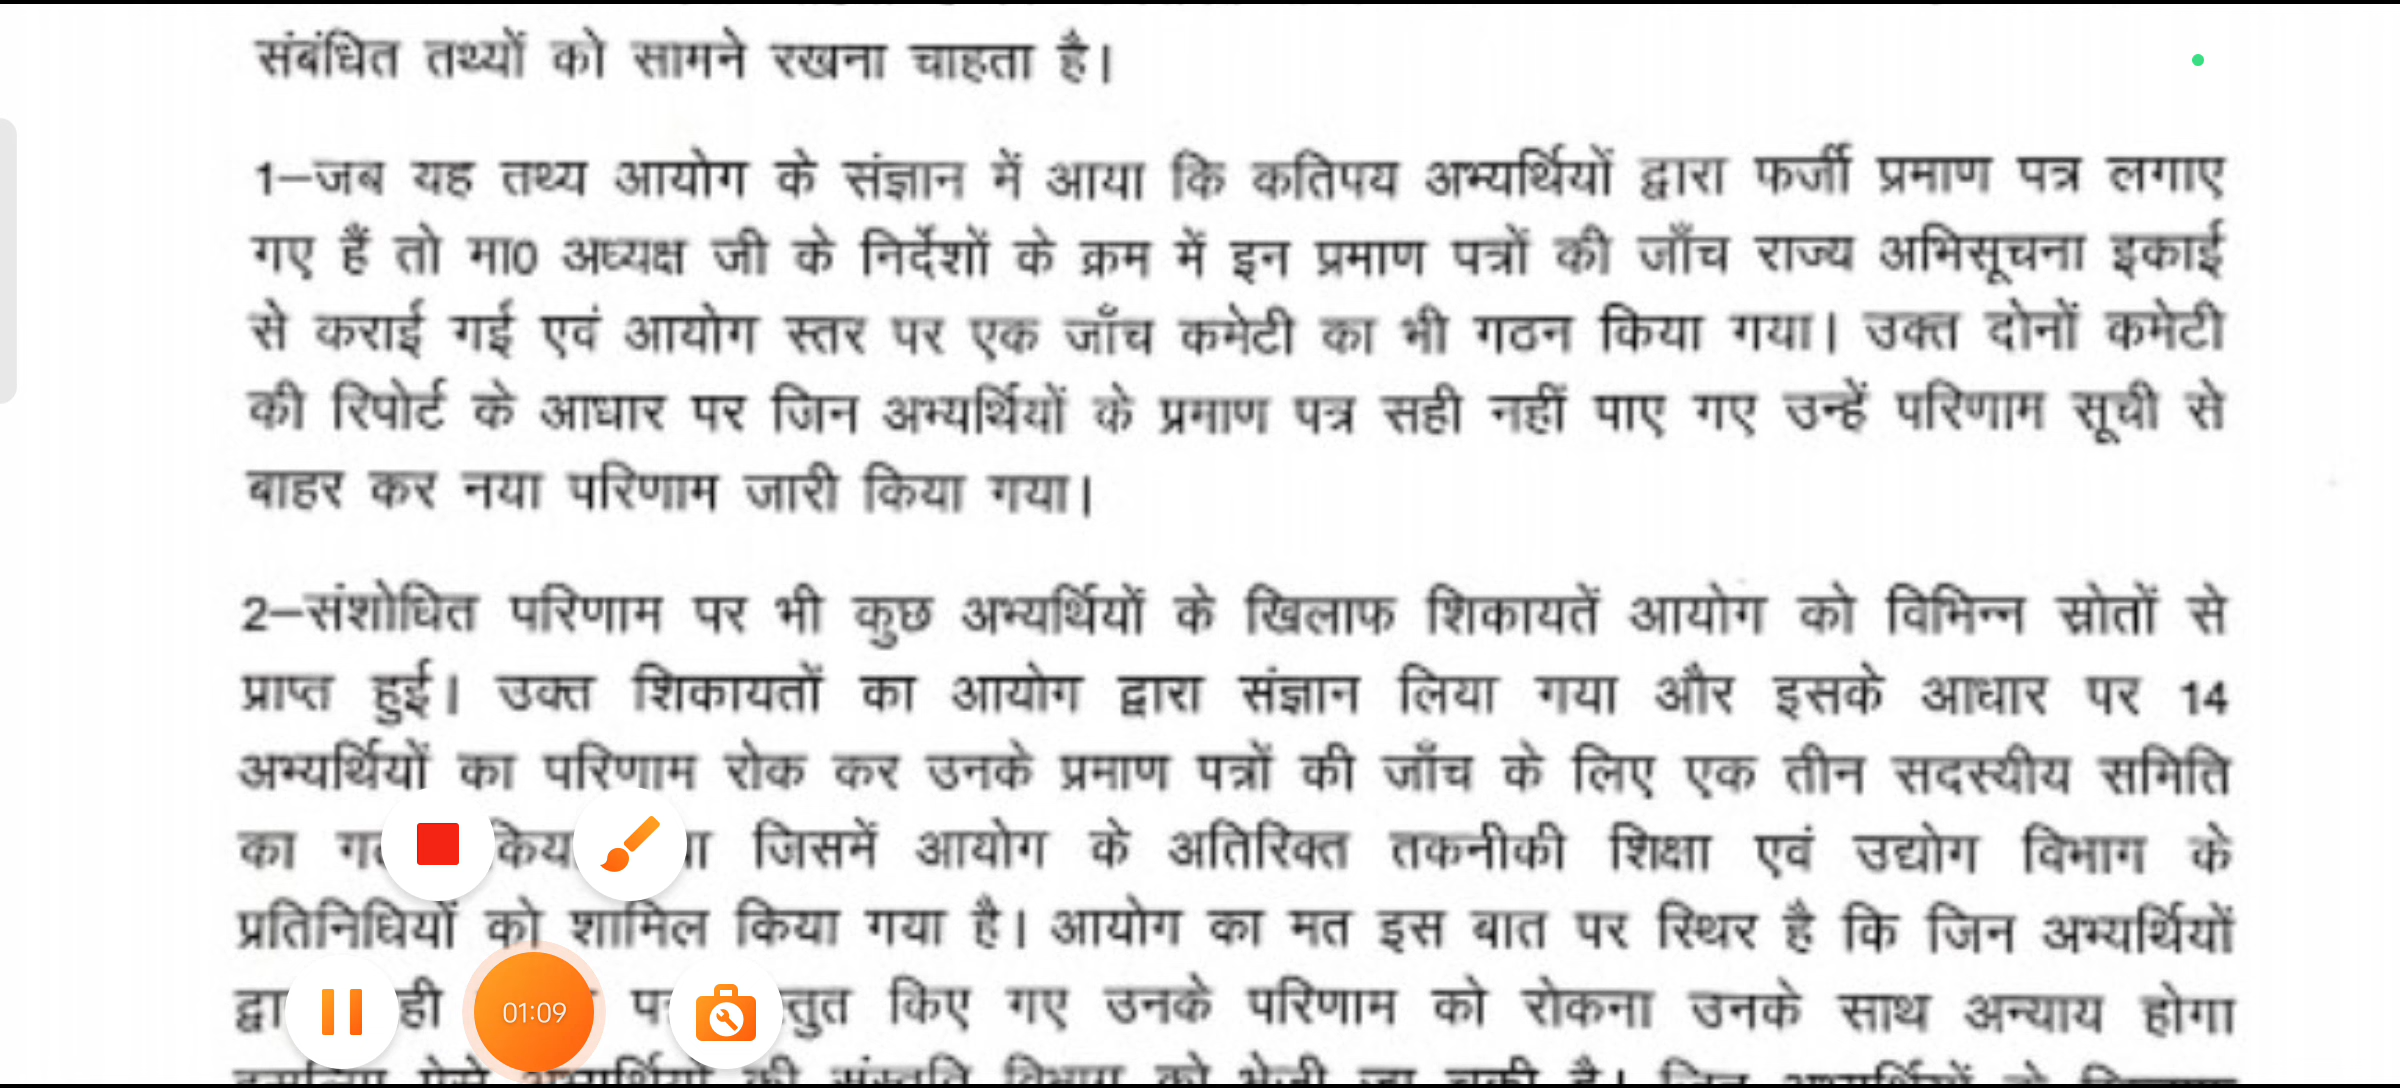 संबंधित तथ्यों को सामने रखना चाहता है।
1–जब यह तथ्य आयोग के संज्ञान में आया कि कतिपय अभ्यर्थियों द्वारा फर्जी प्रमाण पत्र लगाए
गए हैं तो मा0 अध्यक्ष जी के निर्देशों के क्रम में इन प्रमाण पत्रों की जाँच राज्य अभिसूचना इकाई
से कराई गई एवं आयोग स्तर पर एक जाँच कमेटी का भी गठन किया गया। उक्त दोनों कमेटी
की रिपोर्ट के आधार पर जिन अभ्यर्थियों के प्रमाण पत्र सही नहीं पाए गए उन्हें परिणाम सूची से
बाहर कर नया परिणाम जारी किया गया।
2–संशोधित परिणाम पर भी कुछ अभ्यर्थियों के खिलाफ शिकायतें आयोग को विभिन्न स्रोतों से
प्राप्त हुई। उक्त शिकायतों का आयोग द्वारा संज्ञान लिया गया और इसके आधार पर 14
अभ्यर्थियों का परिणाम रोक कर उनके प्रमाण पत्रों की जाँच के लिए एक तीन सदस्यीय समिति
का जिसमें आयोग के अतिरिक्त तकनीकी शिक्षा एवं उद्योग विभाग के
प्रतिनिधियों को शामिल किया गया है। आयोग का मत इस बात पर स्थिर है कि जिन अभ्यर्थियों
किए गए उनके परिणाम को रोकना उनके साथ अन्याय होगा
01:09